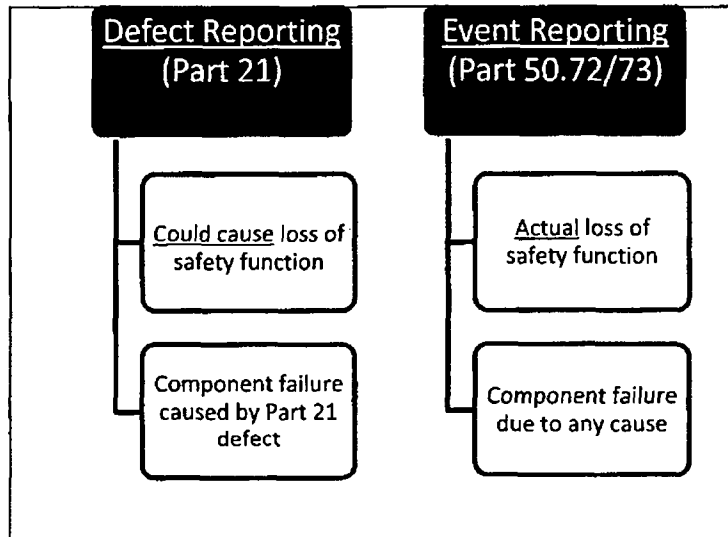 Defect Reporting
(Part 21)
Could cause loss of
safety function
Component failure
caused by Part 21
defect
Event Reporting
(Part 50.72/73)
Actual loss of
safety function
Component failure
due to any cause